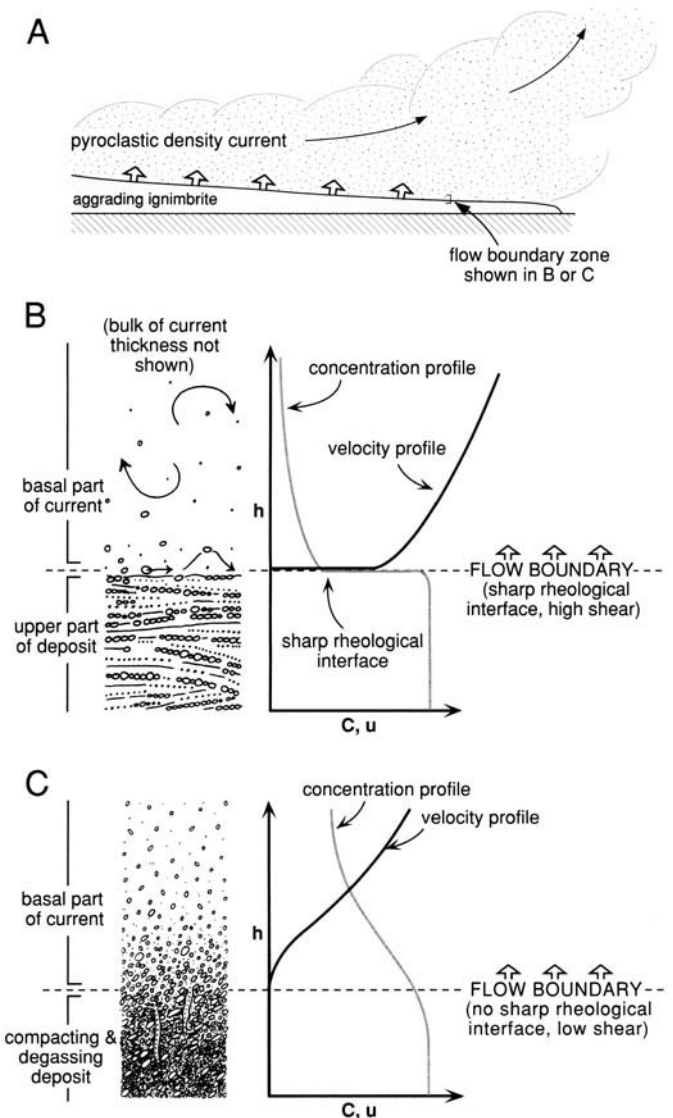 A
pyroclastic density current
aggrading ignimbrite
flow boundary zone
shown in B or C
B
(bulk of current
thickness not
shown)
concentration profile
velocity profile
basal part
of current
h
FLOW BOUNDARY
(sharp rheological
interface, high shear)
upper part
of deposit
sharp rheological
interface
C, u
C
concentration profile
velocity profile
basal part
of current
h
FLOW BOUNDARY
(no sharp rheological
interface, low shear)
compacting &
degassing
deposit
C, u